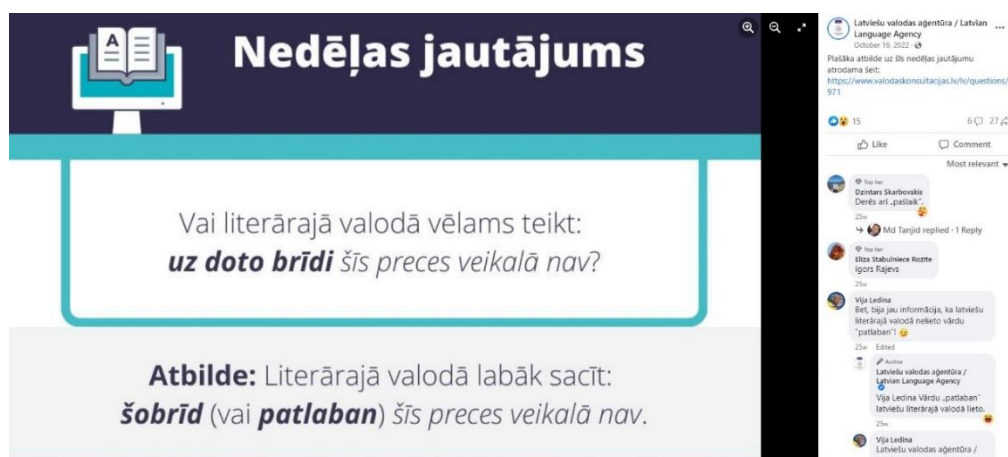 A
Nedēļas jautājums
Vai literārajā valodā vēlams teikt:
uz doto brīdi šīs preces veikalā nav?
Atbilde: Literārajā valodā labāk sacīt:
šobrīd (vai patlaban) šīs preces veikalā nav.
Latviešu valodas aģentūra / Latvian
Language Agency
...
October 19, 2022 ·
Plašāka atbilde uz šīs nedēļas jautājumu
atrodama šeit:
https://www.valodaskonsultacijas.lv/lv/questions/
971
15
6
27
Like
Comment
Most relevant
Top fan
Dzintars Skarbovskis
Derēs arī „pašlaik".
25w
Md Tanjid replied · 1 Reply
Top fan
Elīza Stabulniece Rozīte
Igors Rajevs
25w
Vija Ledina
Bet, bija jau informācija, ka latviešu
literārajā valodā nelieto vārdu
"patlaban"!
25w Edited
Author
Latviešu valodas aģentūra /
Latvian Language Agency
Vija Ledina Vārdu „patlaban"
latviešu literārajā valodā lieto.
25w
Vija Ledina
Latviešu valodas aģentūra /